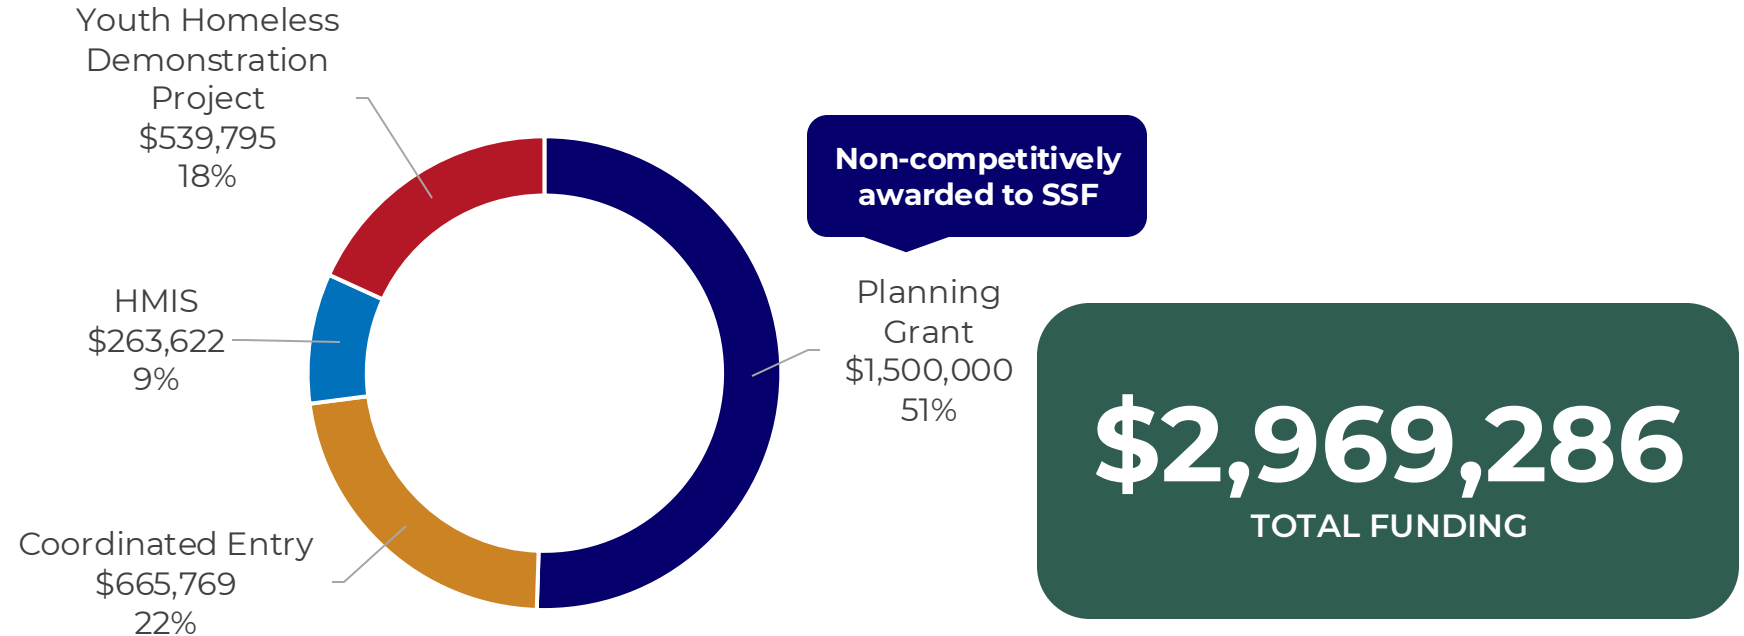 Youth Homeless
Demonstration
Project
$539,795
18%
Non-competitively
awarded to SSF
HMIS
$263,622
9%
Planning
Grant
$1,500,000
51%
$2,969,286
TOTAL FUNDING
Coordinated Entry
$665,769
22%